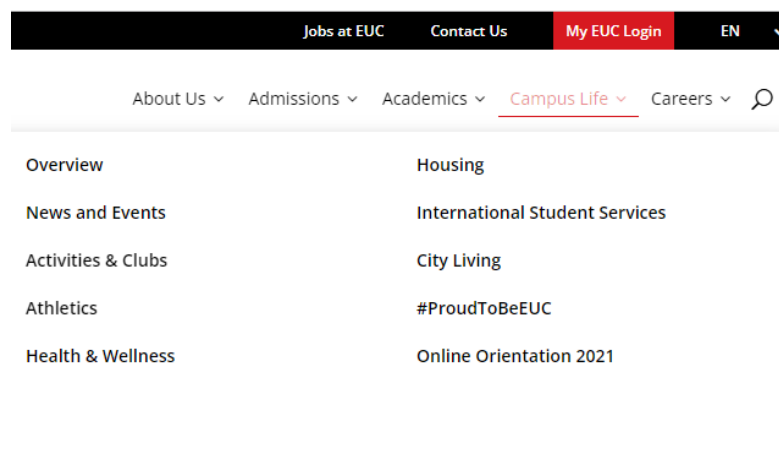 Jobs at EUC Contact Us My EUC Login EN
About Us Admissions Academics Campus Life Careers
Overview
Housing
News and Events
International Student Services
Activities & Clubs
City Living
Athletics
#ProudToBeEUC
Health & Wellness
Online Orientation 2021